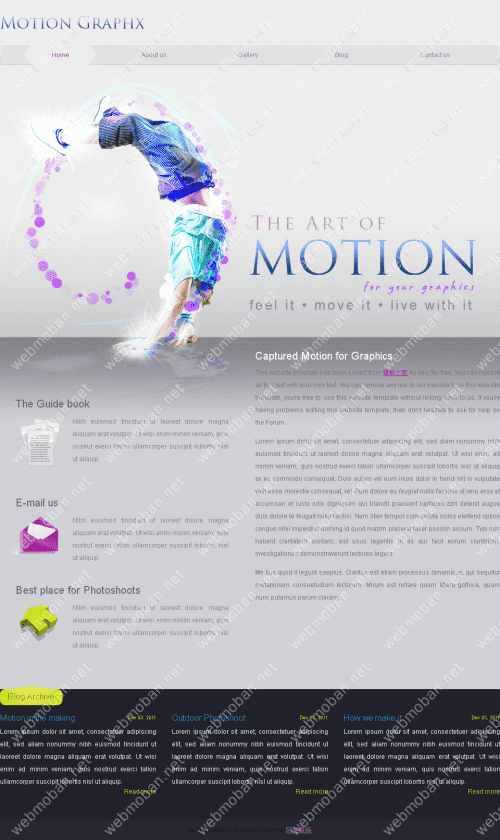 MOTION GRAPHX
Home
About us
Gallery
Blog
Contact us
THE ART OF
MOTION
for your graphics
feel it • move it • live with it
Captured Motion for Graphics
This website template has been collect from 模板之家 for you, for free. You can replace
all this text with your own text. You can remove any link to our website from this website
template, you're free to use this website template without linking back to us. If you're
having problems editing this website template, then don't hesitate to ask for help on
the Forum.
Lorem ipsum dolor sit amet, consectetuer adipiscing elit, sed diam nonummy nibh
euismod tincidunt ut laoreet dolore magna aliquam erat volutpat. Ut wisi enim ad
minim veniam, quis nostrud exerci tation ullamcorper suscipit lobortis nisl ut aliquip
ex ea commodo consequat. Duis autem vel eum iriure dolor in hendrerit in vulputate
velit esse molestie consequat, vel illum dolore eu feugiat nulla facilisis at vero eros et
accumsan et iusto odio dignissim qui blandit praesent luptatum zzril delenit augue
duis dolore te feugait nulla facilisi. Nam liber tempor cum soluta nobis eleifend option
congue nihil imperdiet doming id quod mazim placerat facer possim assum. Typi non
habent claritatem insitam; est usus legentis in iis qui facit eorum claritatem.
Investigationes demonstraverunt lectores legere.
Me lius quod ii legunt saepius. Claritas est etiam processus dynamicus, qui sequitur
mutationem consuetudium lectorum. Mirum est notare quam littera gothica, quam
nunc putamus parum claram.
The Guide book
Nibh euismod tincidunt ut laoreet dolore magna
aliquam erat volutpat. Ut wisi enim minim veniam, quis
nostrud exerci tation ullamcorper suscipit lobortis nisl
ut aliquip.
E-mail us
Nibh euismod tincidunt ut laoreet dolore magna
aliquam erat volutpat. Ut wisi enim minim veniam, quis
nostrud exerci tation ullamcorper suscipit lobortis nisl
ut aliquip.
Best place for Photoshoots
Nibh euismod tincidunt ut laoreet dolore magna
aliquam erat volutpat. Ut wisi enim minim veniam, quis
nostrud exerci tation ullamcorper suscipit lobortis nisl
ut aliquip.
Blog Archive
Motion in the making
Dec 02, 2011
Lorem ipsum dolor sit amet, consectetuer adipiscing
elit, sed diam nonummy nibh euismod tincidunt ut
laoreet dolore magna aliquam erat volutpat. Ut wisi
enim ad minim veniam, quis nostrud exerci tation
ullamcorper suscipit lobortis nisl ut aliquip.
Read more
Outdoor Photoshoot
Dec 2011
Lorem ipsum dolor sit amet, consectetuer adipiscing
elit, sed diam nonummy nibh euismod tincidunt ut
laoreet dolore magna aliquam erat volutpat. Ut wisi
enim ad minim veniam, quis nostrud exerci tation
ullamcorper suscipit lobortis nisl ut aliquip.
Read more
How we make it
Dec 02, 2011
Lorem ipsum dolor sit amet, consectetuer adipiscing
elit, sed diam nonummy nibh euismod tincidunt ut
laoreet dolore magna aliquam erat volutpat. Ut wisi
enim ad minim veniam, quis nostrud exerci tation
ullamcorper suscipit lobortis nisl ut aliquip.
Read more
All rights reserved
webmoban.net